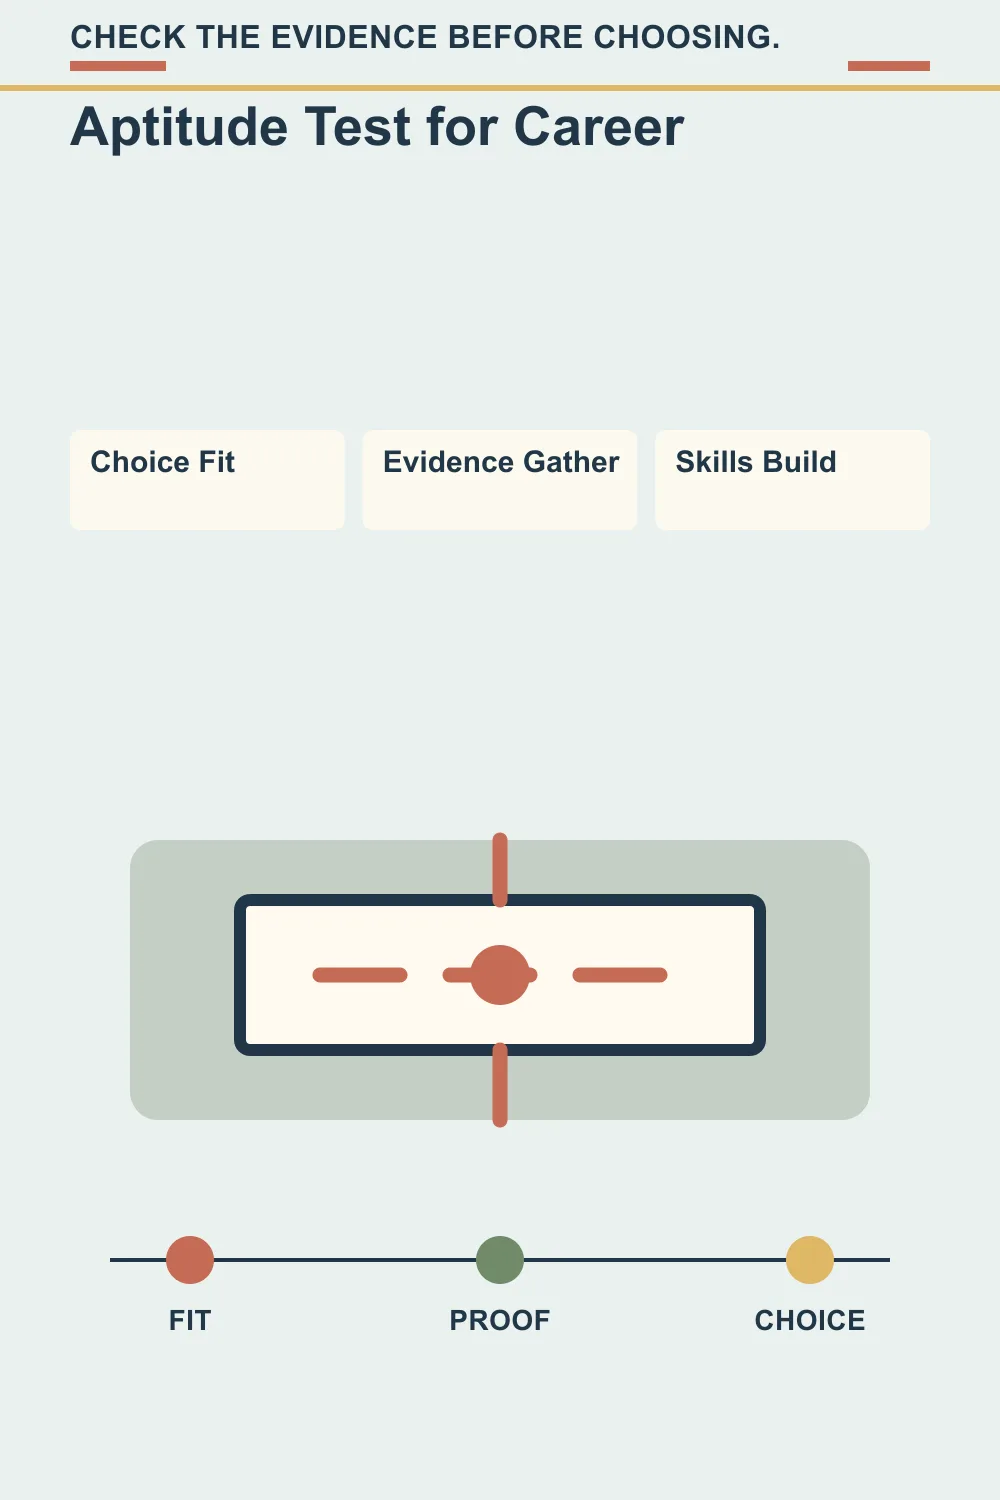 CHECK THE EVIDENCE BEFORE CHOOSING.
Aptitude Test for Career
Choice Fit
Evidence Gather
Skills Build
FIT
PROOF
CHOICE